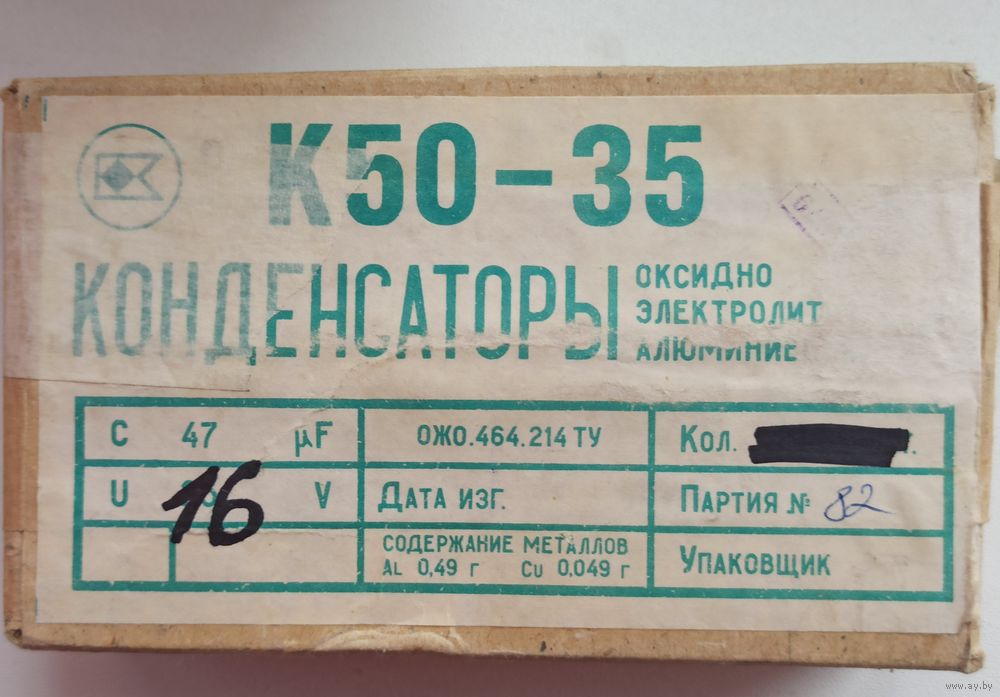 К50-35
КОНДЕНСАТОРЫ
ОКСИДНО
ЭЛЕКТРОЛИТ
АЛЮМИНИЕ
C 47 µF
ОЖО.464.214 ТУ
Кол.
U 16 V
ДАТА ИЗГ.
ПАРТИЯ № 82
СОДЕРЖАНИЕ МЕТАЛЛОВ
AL 0,49 г Cu 0,049 г
УПАКОВЩИК
www.ay.by